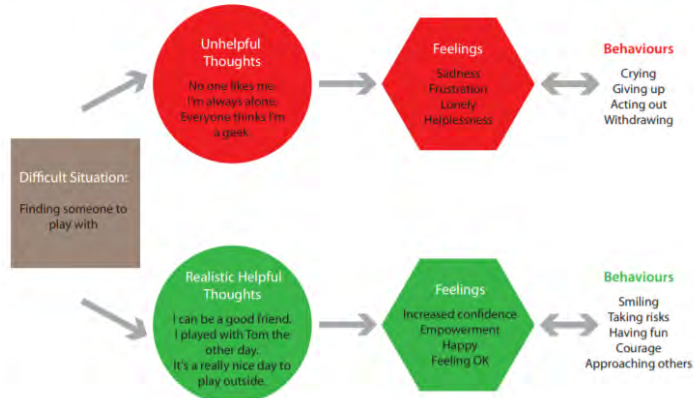 Unhelpful
Thoughts
No one likes me.
I'm always alone.
Everyone thinks I'm
a geek.
Feelings
Sadness
Frustration
Lonely
Helplessness
Behaviours
Crying
Giving up
Acting out
Withdrawing
Difficult Situation:
Finding someone to
play with
Realistic Helpful
Thoughts
I can be a good friend.
I played with Tom the
other day.
It's a really nice day to
play outside.
Feelings
Increased confidence
Empowerment
Happy
Feeling OK
Behaviours
Smiling
Taking risks
Having fun
Courage
Approaching others